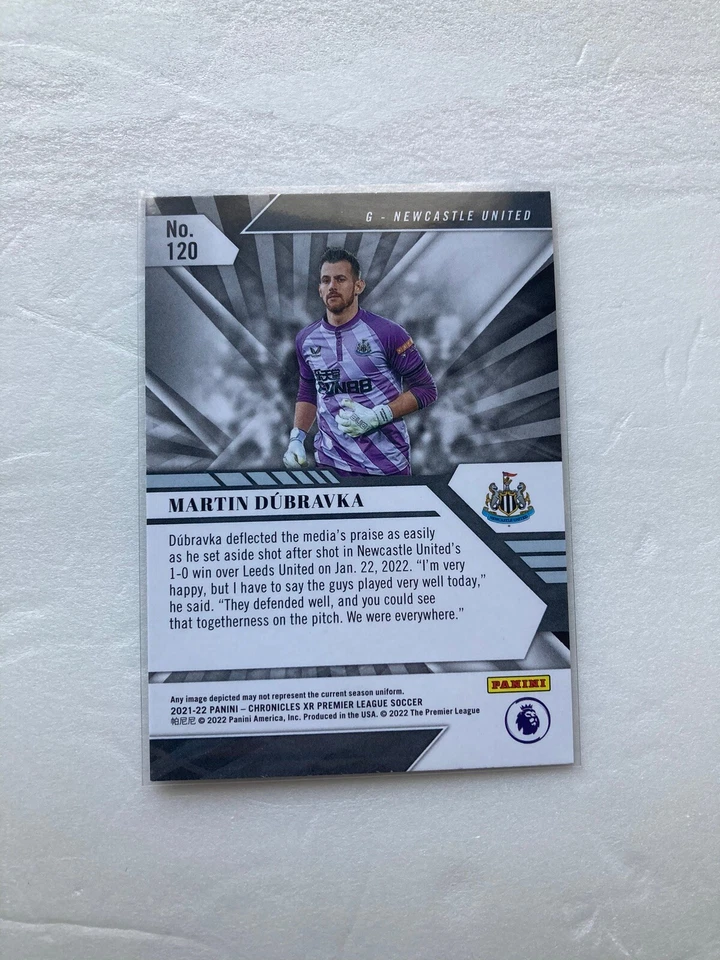 No.
120
G - NEWCASTLE UNITED
MARTIN DÚBRAVKA
Dúbravka deflected the media's praise as easily
as he set aside shot after shot in Newcastle United's
1-0 win over Leeds United on Jan. 22, 2022. “I'm very
happy, but I have to say the guys played very well today,”
he said. “They defended well, and you could see
that togetherness on the pitch. We were everywhere.”
PANINI
Any image depicted may not represent the current season uniform.
2021-22 PANINI – CHRONICLES XR PREMIER LEAGUE SOCCER
帕尼尼 © 2022 Panini America, Inc. Produced in the USA. © 2022 The Premier League